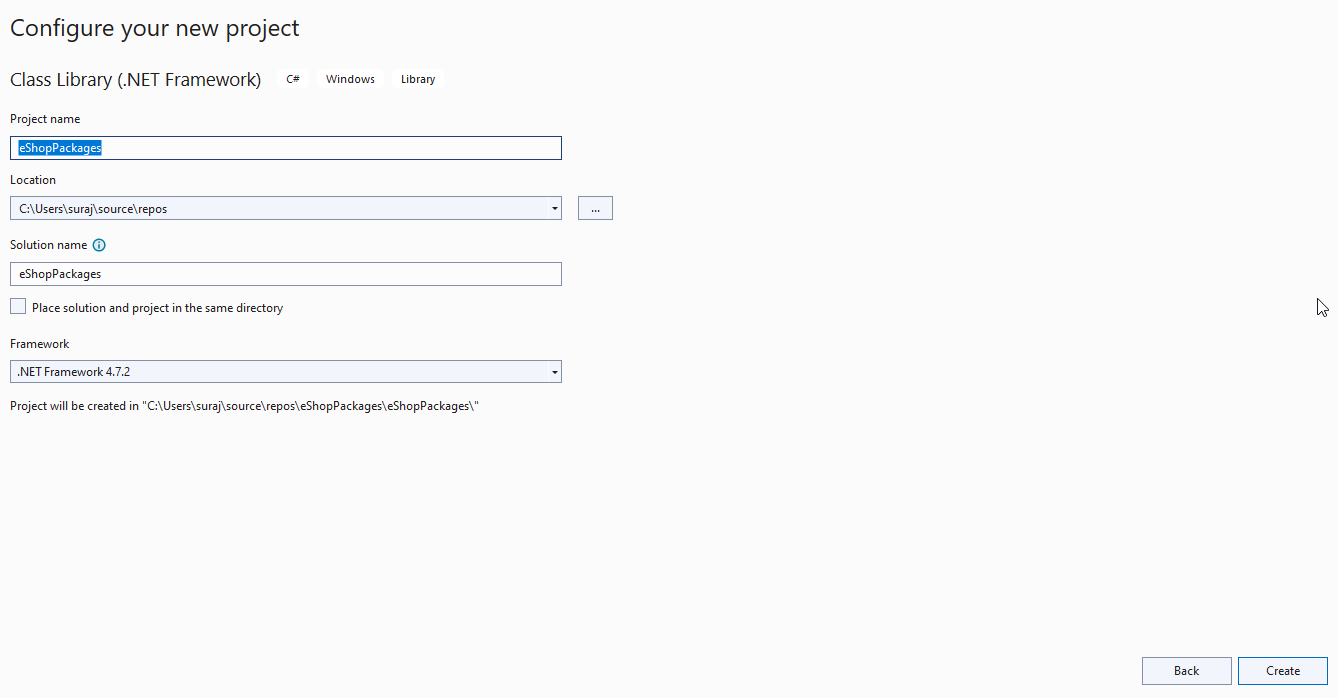 Configure your new project
Class Library (.NET Framework) C# Windows Library
Project name
eShopPackages
Location
C:\Users\suraj\source\repos
...
Solution name
eShopPackages
Place solution and project in the same directory
Framework
.NET Framework 4.7.2
Project will be created in "C:\Users\suraj\source\repos\eShopPackages\eShopPackages\"
Back Create